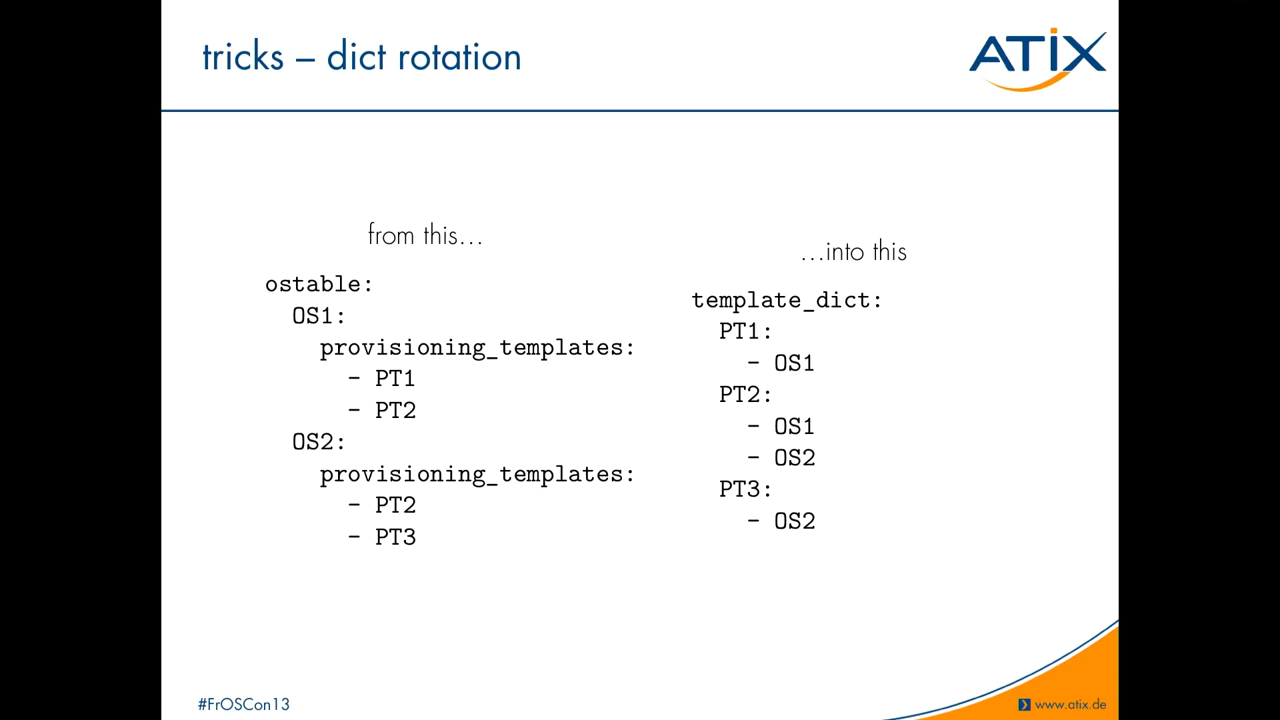 tricks – dict rotation
ATIX
from this…
ostable:
  OS1:
    provisioning_templates:
      - PT1
      - PT2
  OS2:
    provisioning_templates:
      - PT2
      - PT3
…into this
template_dict:
  PT1:
    - OS1
  PT2:
    - OS1
    - OS2
  PT3:
    - OS2
#FrOSCon13
www.atix.de